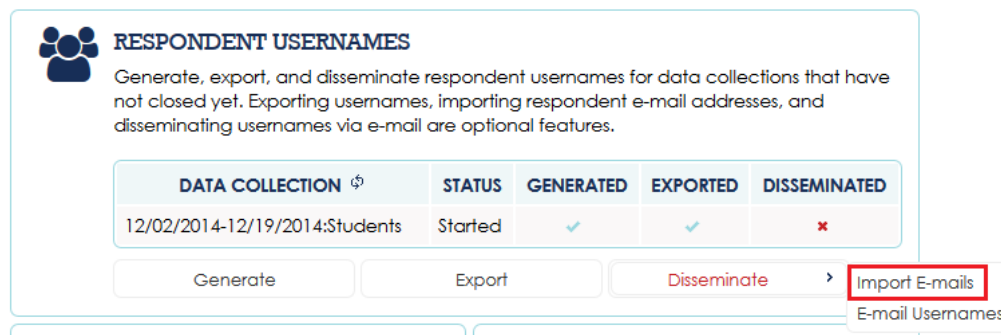 RESPONDENT USERNAMES
Generate, export, and disseminate respondent usernames for data collections that have
not closed yet. Exporting usernames, importing respondent e-mail addresses, and
disseminating usernames via e-mail are optional features.
DATA COLLECTION STATUS GENERATED EXPORTED DISSEMINATED
12/02/2014-12/19/2014:Students Started
Generate Export Disseminate
Import E-mails
E-mail Usernames